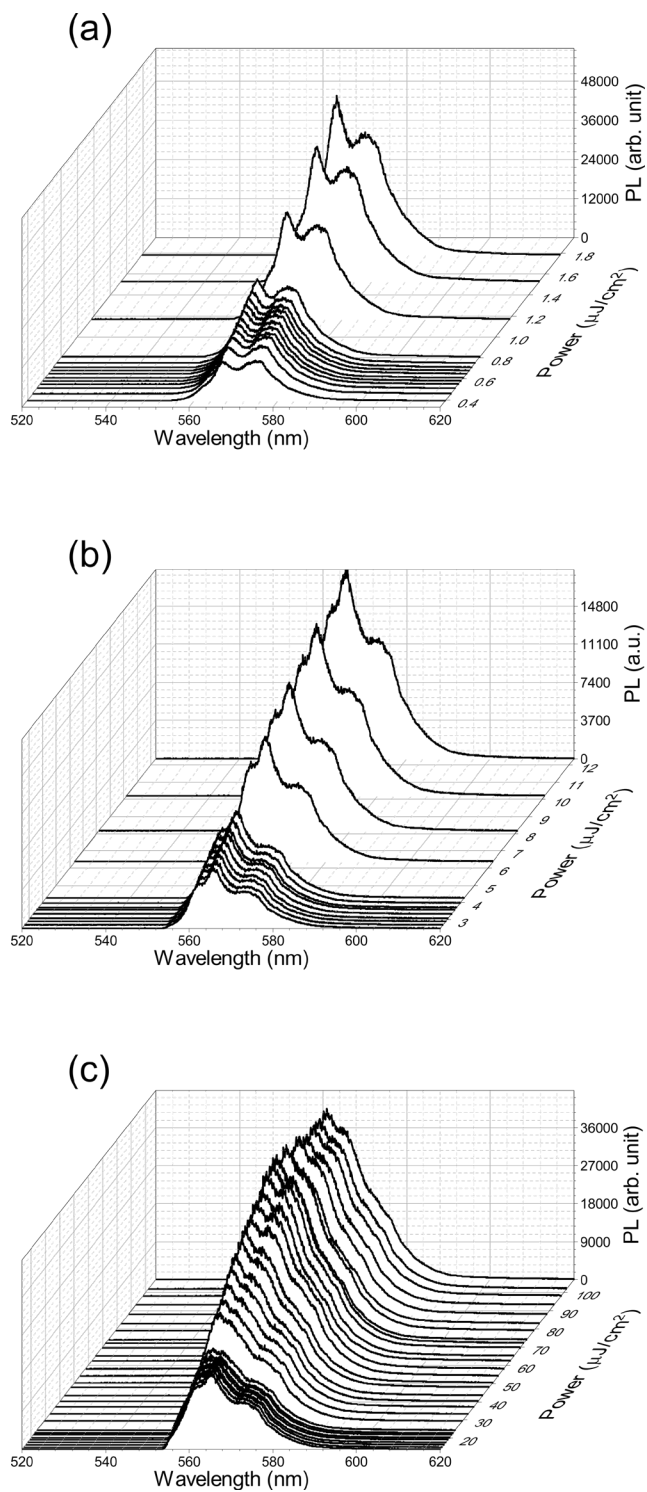 (a)
48000
36000
24000
12000
0
PL (arb. unit)
1.8
1.6
1.4
1.2
1.0
0.8
0.6
0.4
Power (μJ/cm²)
520 540 560 580 600 620
Wavelength (nm)
(b)
14800
11100
7400
3700
0
PL (a.u.)
12
11
10
9
8
7
6
5
4
3
Power (μJ/cm²)
520 540 560 580 600 620
Wavelength (nm)
(c)
36000
27000
18000
9000
0
PL (arb. unit)
100
90
80
70
60
50
40
30
20
Power (μJ/cm²)
520 540 560 580 600 620
Wavelength (nm)